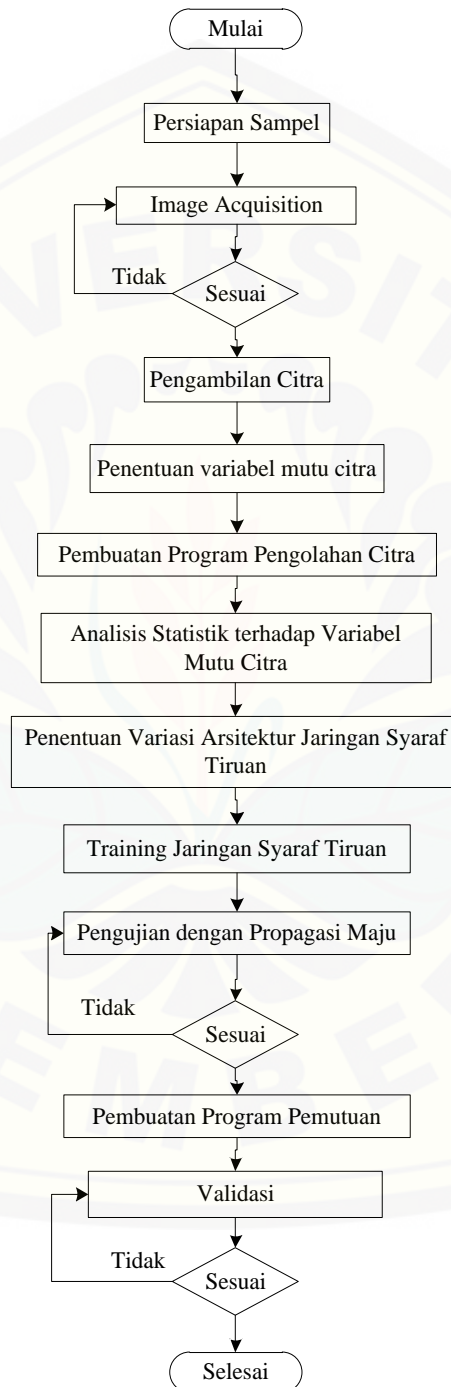 Mulai
Persiapan Sampel
Image Acquisition
Tidak
Sesuai
Pengambilan Citra
Penentuan variabel mutu citra
Pembuatan Program Pengolahan Citra
Analisis Statistik terhadap Variabel
Mutu Citra
Penentuan Variasi Arsitektur Jaringan Syaraf
Tiruan
Training Jaringan Syaraf Tiruan
Pengujian dengan Propagasi Maju
Tidak
Sesuai
Pembuatan Program Pemutuan
Validasi
Tidak
Sesuai
Selesai